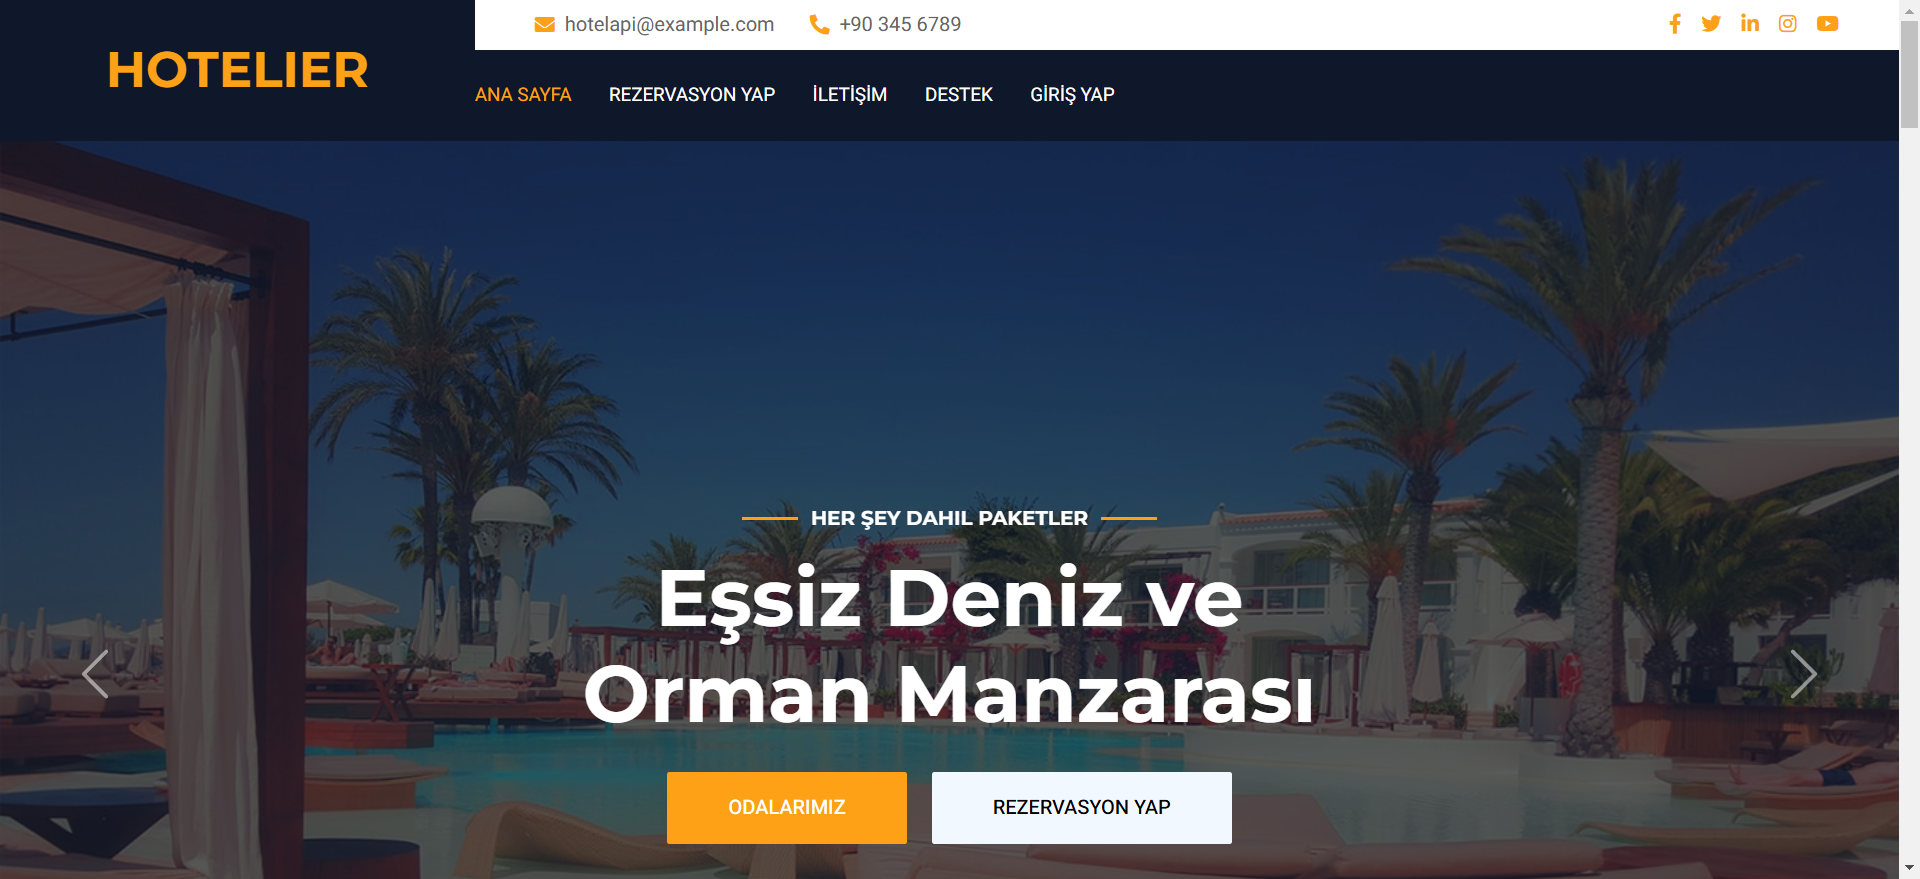 HOTELIER
hotelapi@example.com
+90 345 6789
ANA SAYFA REZERVASYON YAP İLETİŞİM DESTEK GİRİŞ YAP
HER ŞEY DAHIL PAKETLER
Eşsiz Deniz ve
Orman Manzarası
ODALARIMIZ
REZERVASYON YAP